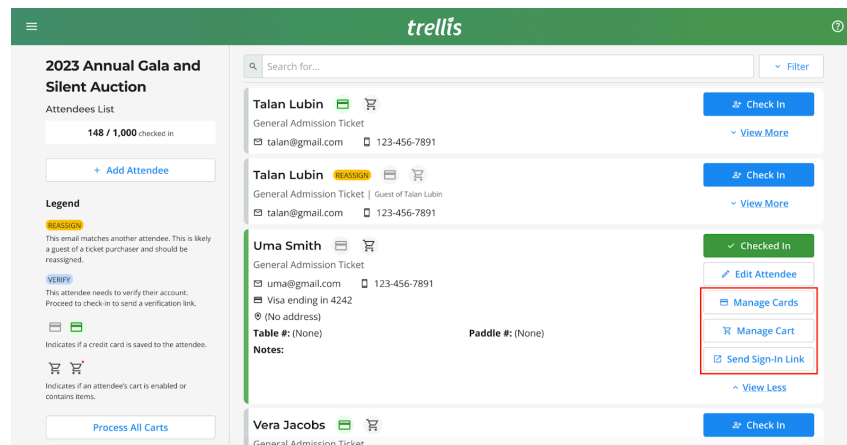 trellis
2023 Annual Gala and
Silent Auction
Attendees List
148 / 1,000 checked in
+ Add Attendee
Legend
REASSIGN
This email matches another attendee. This is likely
a guest of a ticket purchaser and should be
reassigned.
VERIFY
This attendee needs to verify their account.
Proceed to check-in to send a verification link.
Indicates if a credit card is saved to the attendee.
Indicates if an attendee's cart is enabled or
contains items.
Process All Carts
Search for...
Filter
Talan Lubin
General Admission Ticket
talan@gmail.com 123-456-7891
Check In
View More
Talan Lubin REASSIGN
General Admission Ticket | Guest of Talan Lubin
talan@gmail.com 123-456-7891
Check In
View More
Uma Smith
General Admission Ticket
uma@gmail.com 123-456-7891
Visa ending in 4242
(No address)
Table #: (None) Paddle #: (None)
Notes:
Checked In
Edit Attendee
Manage Cards
Manage Cart
Send Sign-In Link
View Less
Vera Jacobs
General Admission Ticket
Check In